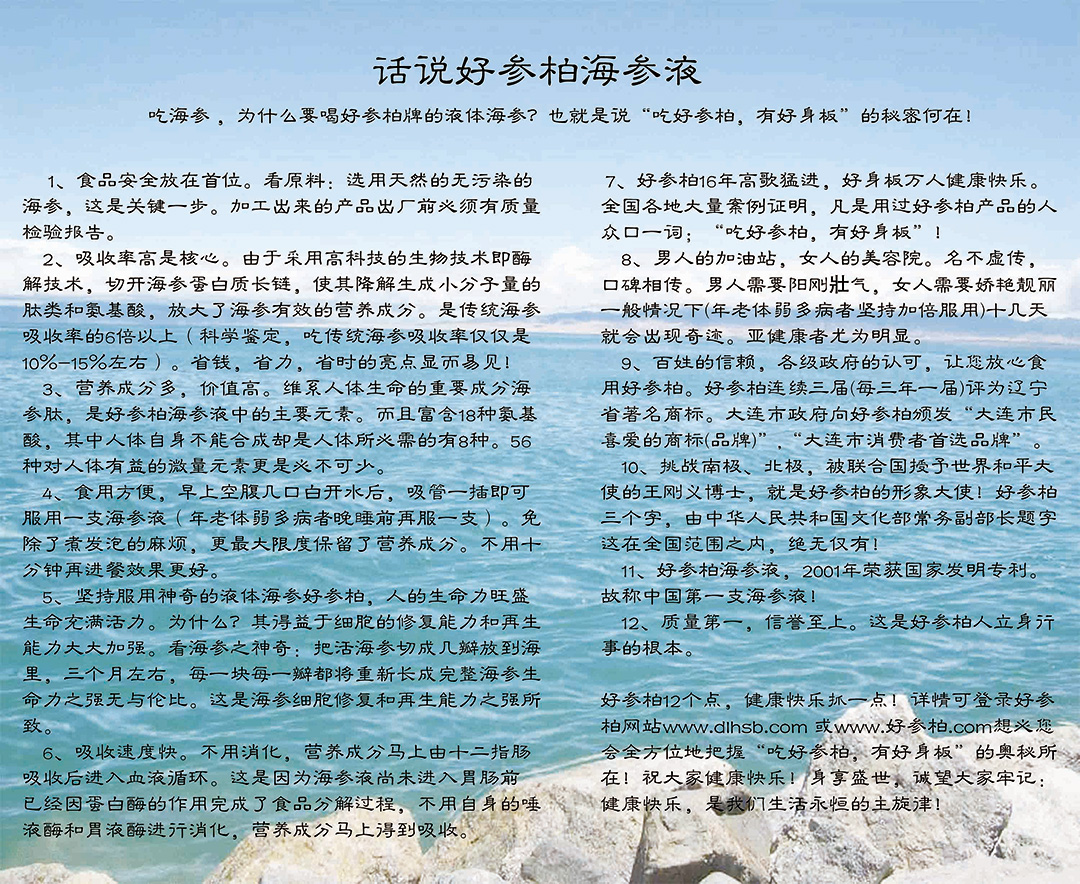 话说好参柏海参液
吃海参，为什么要喝好参柏牌的液体海参？也就是说“吃好参柏，有好身板”的秘密何在！
1、食品安全放在首位。看原料：选用天然的无污染的
海参，这是关键一步。加工出来的产品出厂前必须有质量
检验报告。
2、吸收率高是核心。由于采用高科技的生物技术即酶
解技术，切开海参蛋白质长链，使其降解生成小分子量的
肽类和氨基酸，放大了海参有效的营养成分。是传统海参
吸收率的6倍以上（科学鉴定，吃传统海参吸收率仅仅是
10%-15%左右）。省钱，省力，省时的亮点显而易见！
3、营养成分多，价值高。维系人体生命的重要成分海
参肽，是好参柏海参液中的主要元素。而且富含18种氨基
酸，其中人体自身不能合成却是人体所必需的有8种。56
种对人体有益的微量元素更是必不可少。
4、食用方便，早上空腹几口白开水后，吸管一插即可
服用一支海参液（年老体弱多病者晚睡前再服一支）。免
除了煮发泡的麻烦，更最大限度保留了营养成分。不用十
分钟再进餐效果更好。
5、坚持服用神奇的液体海参好参柏，人的生命力旺盛
生命充满活力。为什么？其得益于细胞的修复能力和再生
能力大大加强。看海参之神奇：把活海参切成几瓣放到海
里，三个月左右，每一块每一瓣都将重新长成完整海参生
命力之强无与伦比。这是海参细胞修复和再生能力之强所
致。
6、吸收速度快。不用消化，营养成分马上由十二指肠
吸收后进入血液循环。这是因为海参液尚未进入胃肠前
已经因蛋白酶的作用完成了食品分解过程，不用自身的唾
液酶和胃液酶进行消化，营养成分马上得到吸收。
7、好参柏16年高歌猛进，好身板万人健康快乐。
全国各地大量案例证明，凡是用过好参柏产品的人
众口一词；“吃好参柏，有好身板”！
8、男人的加油站，女人的美容院。名不虚传，
口碑相传。男人需要阳刚壯气，女人需要娇艳靓丽
一般情况下(年老体弱多病者坚持加倍服用)十几天
就会出现奇迹。亚健康者尤为明显。
9、百姓的信赖，各级政府的认可，让您放心食
用好参柏。好参柏连续三届(每三年一届)评为辽宁
省著名商标。大连市政府向好参柏颁发“大连市民
喜爱的商标(品牌)”，“大连市消费者首选品牌”。
10、挑战南极、北极，被联合国授予世界和平大
使的王刚义博士，就是好参柏的形象大使！好参柏
三个字，由中华人民共和国文化部常务副部长题字
这在全国范围之内，绝无仅有！
11、好参柏海参液，2001年荣获国家发明专利。
故称中国第一支海参液！
12、质量第一，信誉至上。这是好参柏人立身行
事的根本。
好参柏12个点，健康快乐抓一点！详情可登录好参
柏网站www.dlhsb.com 或www.好参柏.com想必您
会全方位地把握“吃好参柏，有好身板”的奥秘所
在！祝大家健康快乐！身享盛世，诚望大家牢记：
健康快乐，是我们生活永恒的主旋律！